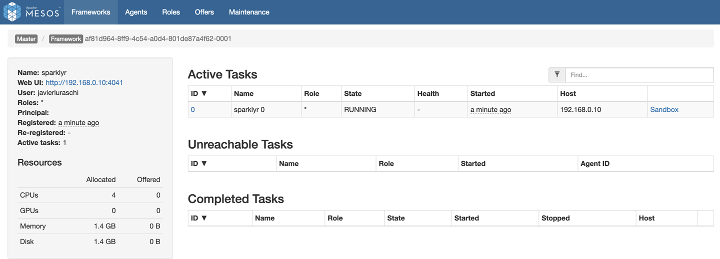 MESOS Frameworks Agents Roles Offers Maintenance
Master / Framework af81d964-8ff9-4c54-a0d4-801de87a4f62-0001
Name: sparklyr
Web UI: http://192.168.0.10:4041
User: javierluraschi
Roles: *
Principal:
Registered: a minute ago
Re-registered: -
Active tasks: 1
Resources
Allocated Offered
CPUs 4 0
GPUs 0 0
Memory 1.4 GB 0 B
Disk 1.4 GB 0 B
Active Tasks
Find...
ID ▼ Name Role State Health Started Host
0 sparklyr 0 * RUNNING - a minute ago 192.168.0.10 Sandbox
Unreachable Tasks
ID ▼ Name Role Started Agent ID
Completed Tasks
ID ▼ Name Role State Started Stopped Host